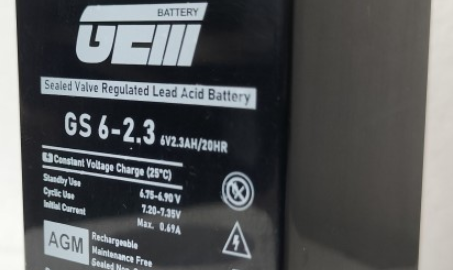 BATTERY
GEM
Sealed Valve Regulated Lead Acid Battery
GS 6-2.3 6V2.3AH/20HR
Constant Voltage Charge (25°C)
Standby Use 6.75-6.90 V
Cyclic Use 7.20-7.35V
Initial Current Max. 0.69A
AGM
Rechargeable
Maintenance Free
Sealed Non